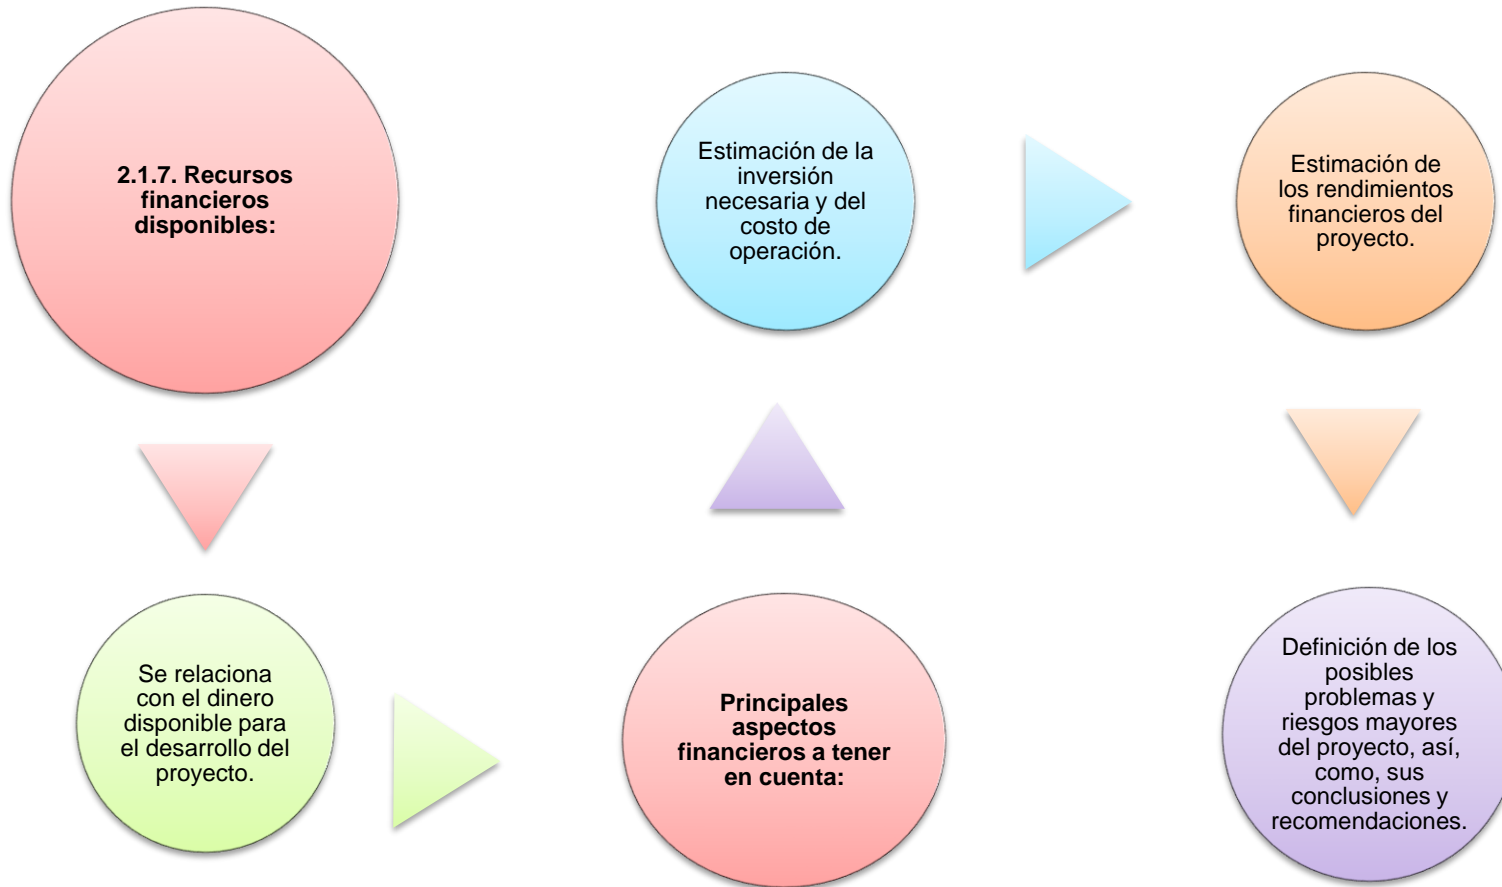 2.1.7. Recursos
financieros
disponibles:
Se relaciona
con el dinero
disponible para
el desarrollo del
proyecto.
Principales
aspectos
financieros a tener
en cuenta:
Estimación de la
inversión
necesaria y del
costo de
operación.
Estimación de
los rendimientos
financieros del
proyecto.
Definición de los
posibles
problemas y
riesgos mayores
del proyecto, así,
como, sus
conclusiones y
recomendaciones.